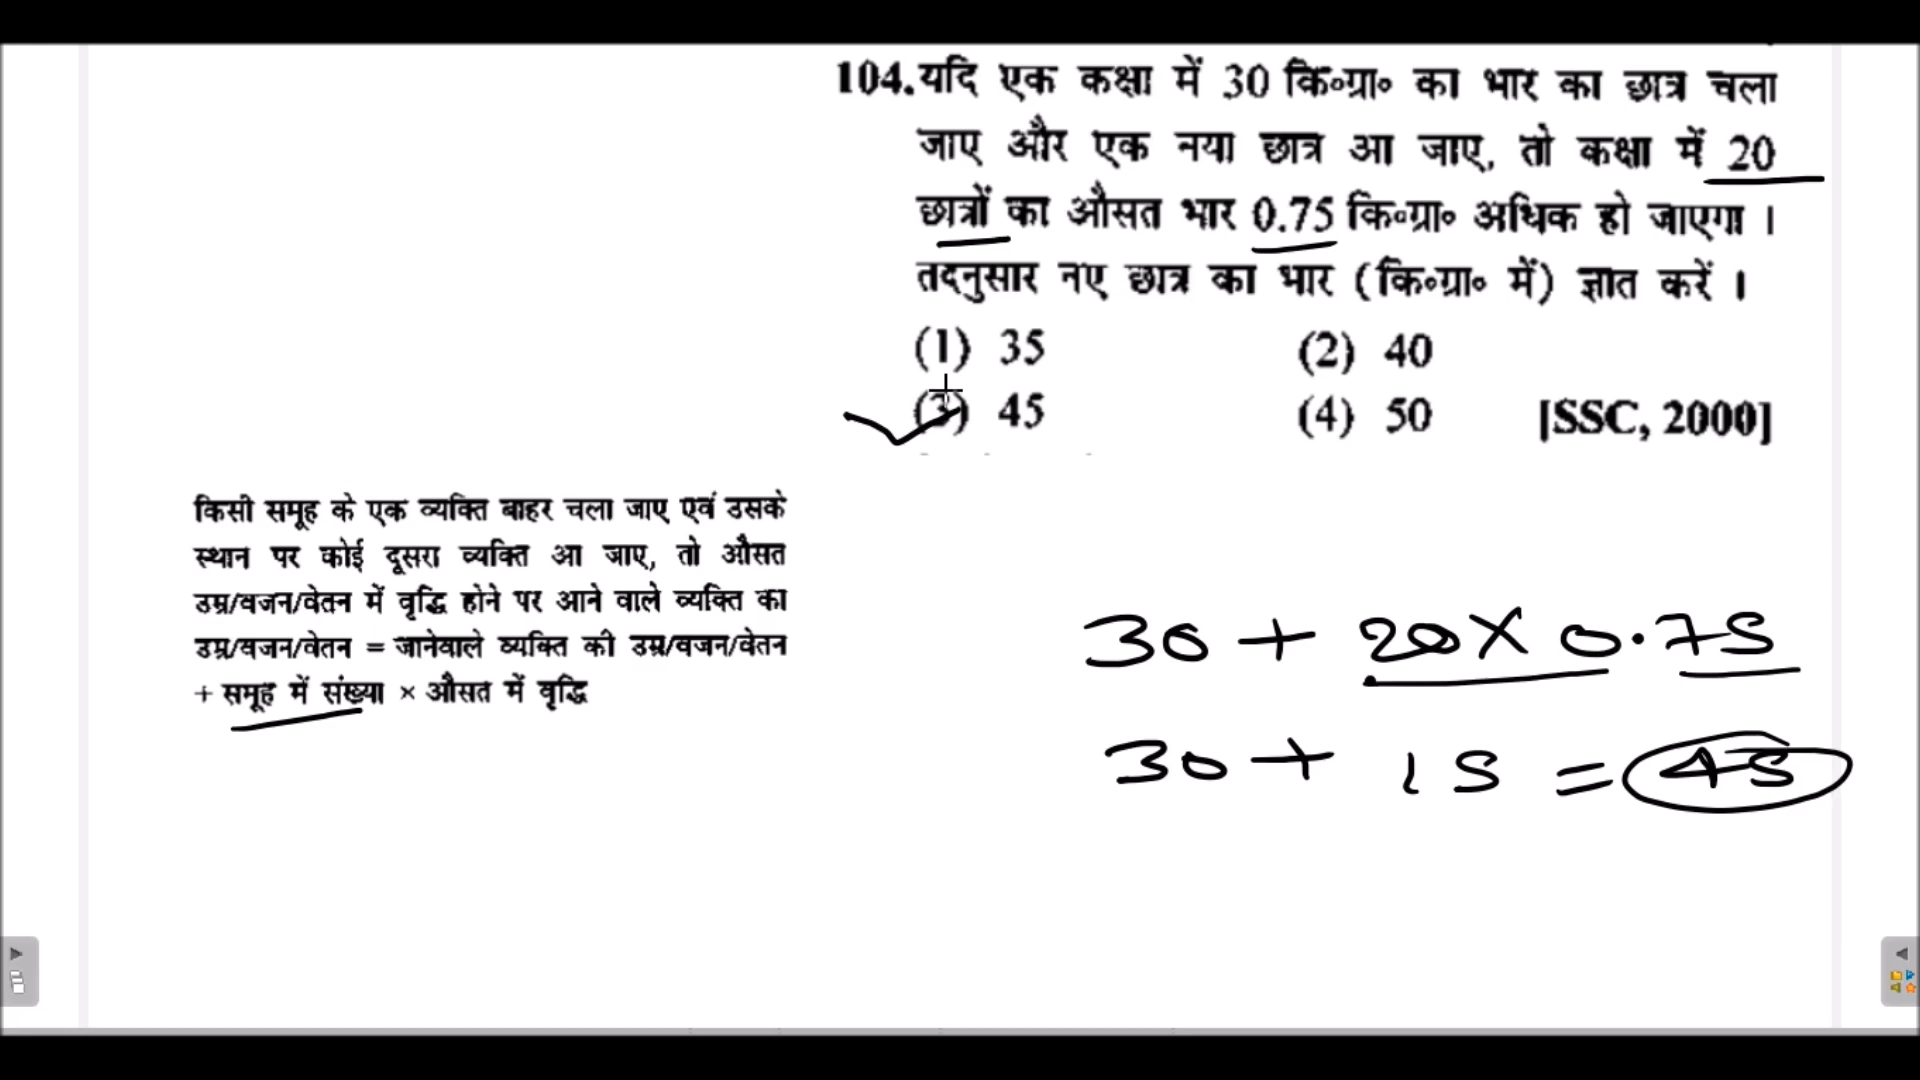 104. यदि एक कक्षा में 30 कि०ग्रा० का भार का छात्र चला
जाए और एक नया छात्र आ जाए, तो कक्षा में 20
छात्रों का औसत भार 0.75 कि०ग्रा० अधिक हो जाएगा ।
तदनुसार नए छात्र का भार (कि०ग्रा० में) ज्ञात करें ।
(1) 35 (2) 40
(3) 45 (4) 50 [SSC, 2000]
किसी समूह के एक व्यक्ति बाहर चला जाए एवं उसके
स्थान पर कोई दूसरा व्यक्ति आ जाए, तो औसत
उम्र/वजन/वेतन में वृद्धि होने पर आने वाले व्यक्ति का
उम्र/वजन/वेतन = जानेवाले व्यक्ति की उम्र/वजन/वेतन
+ समूह में संख्या × औसत में वृद्धि
30 + 20 × 0.75
30 + 15 = 45